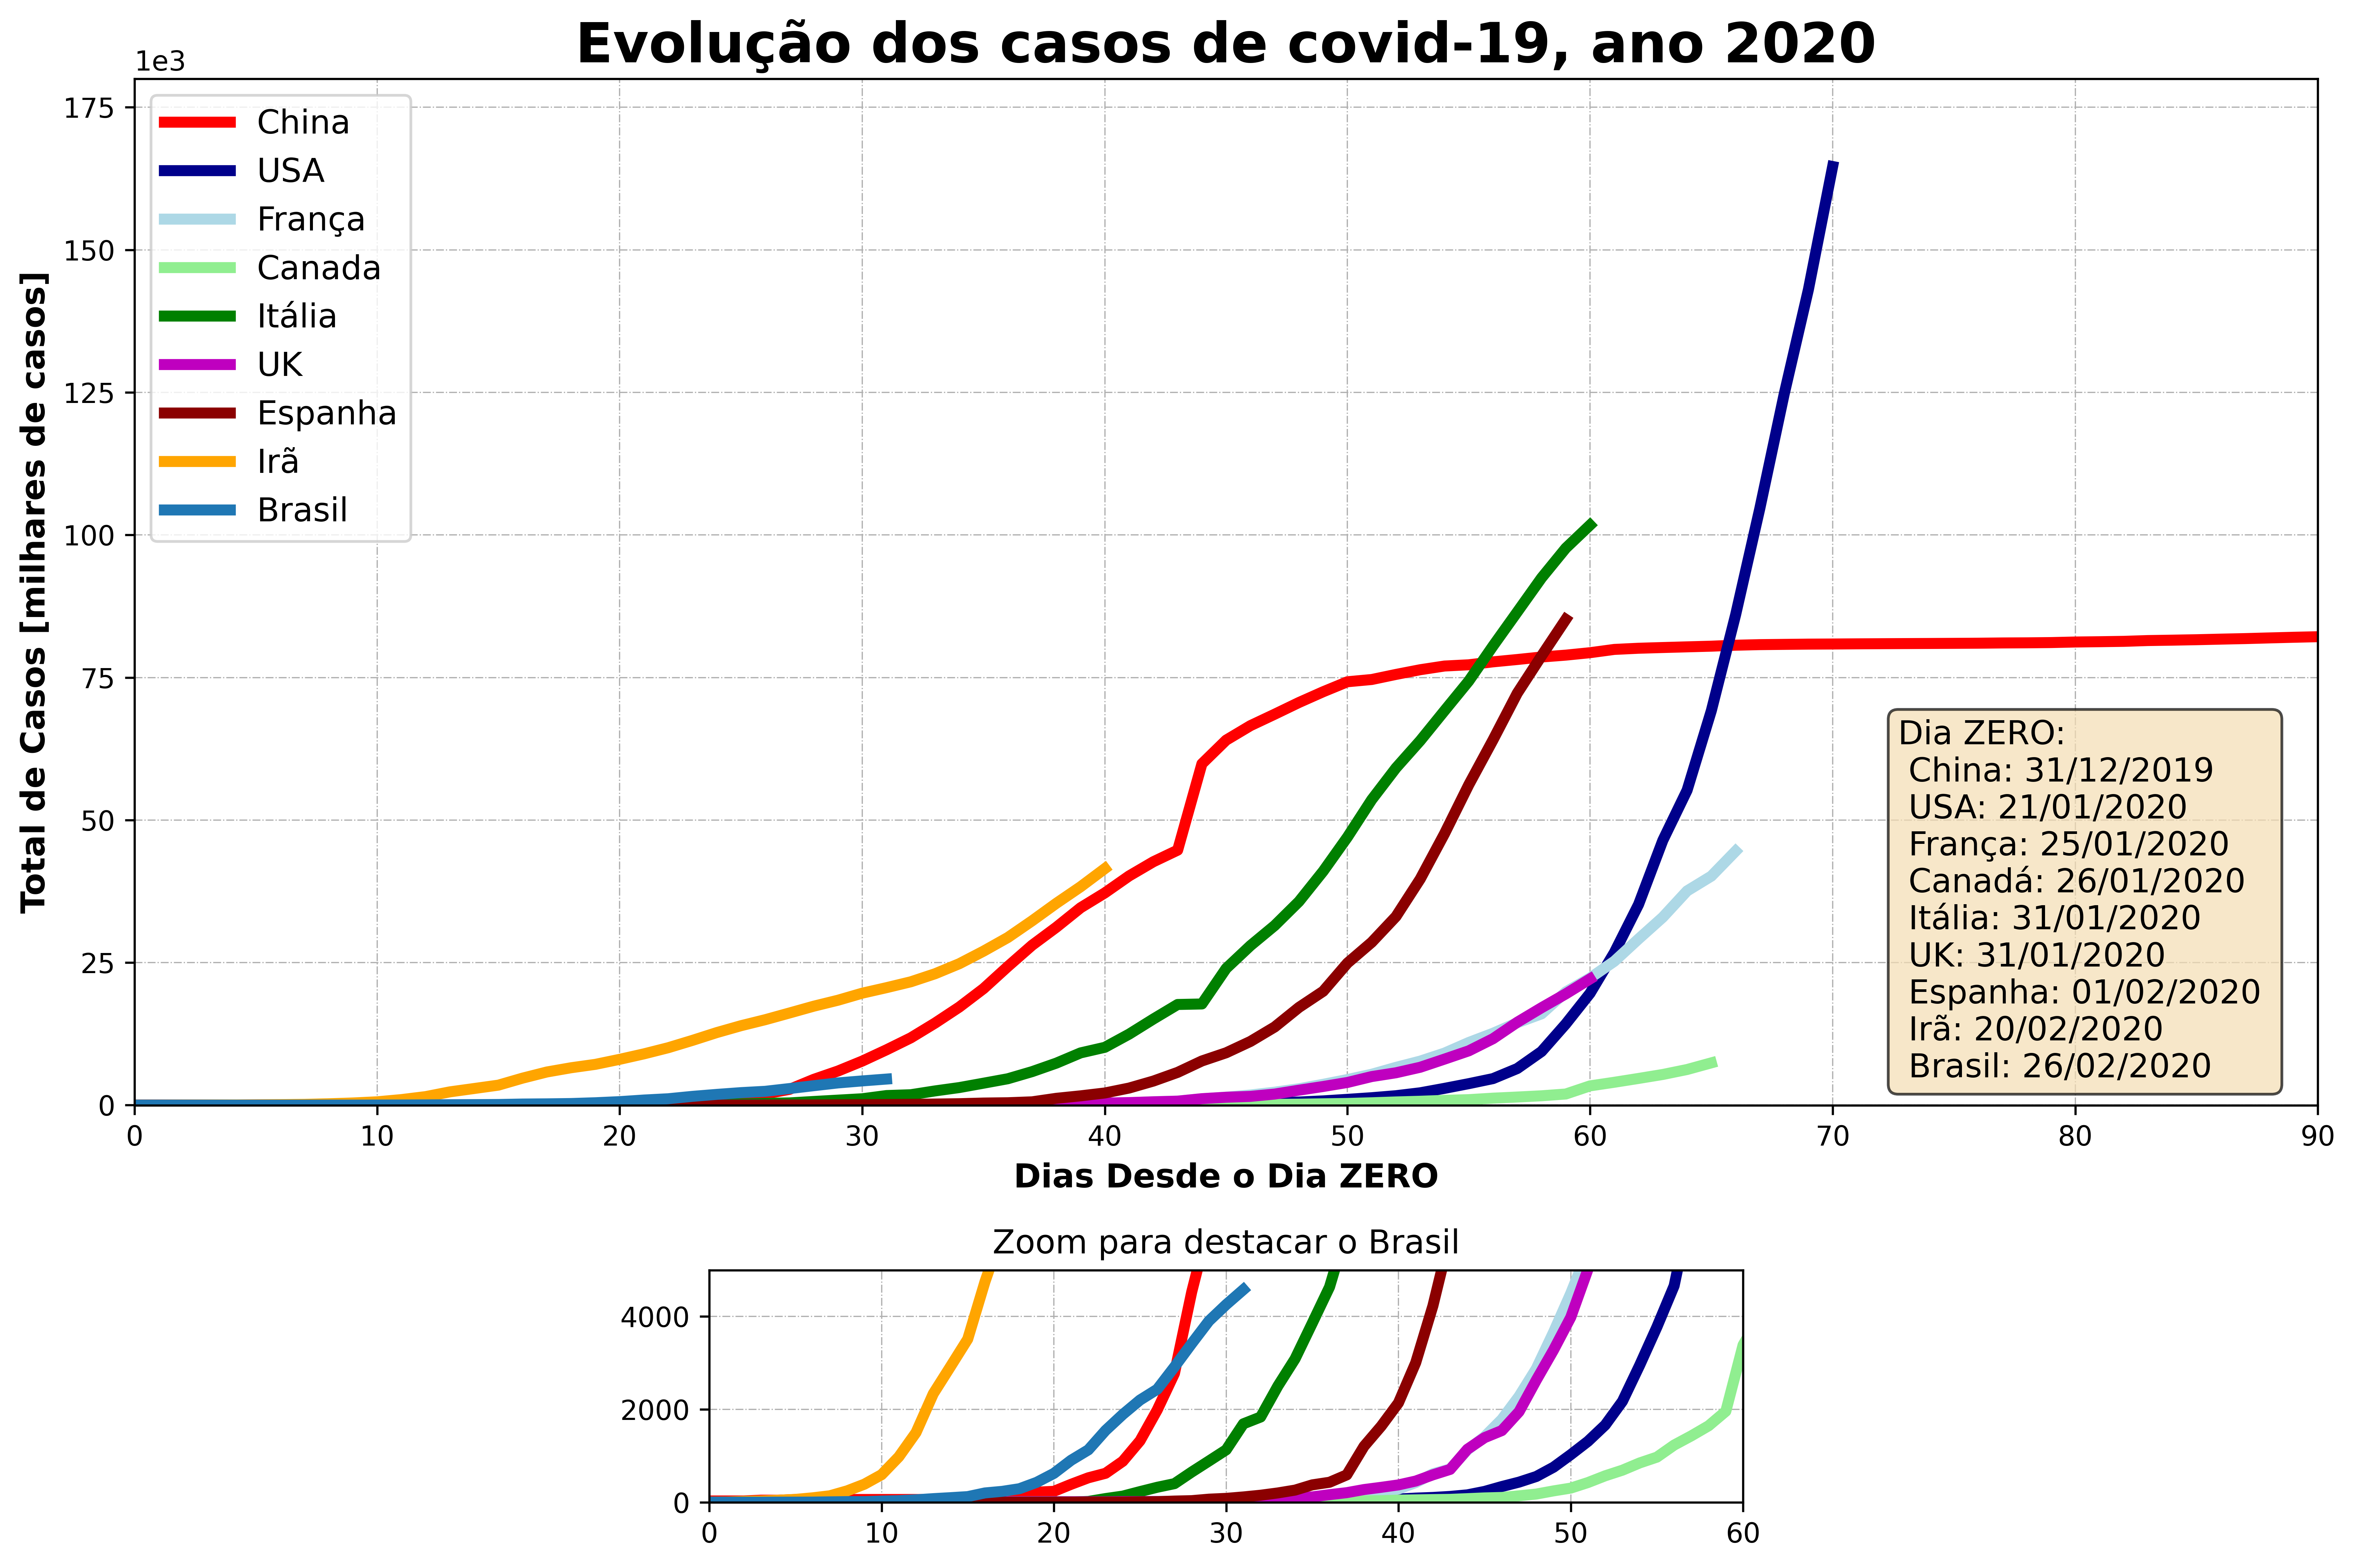 Evolução dos casos de covid-19, ano 2020
1e3
175
150
125
100
75
50
25
0
Total de Casos [milhares de casos]
China
USA
França
Canada
Itália
UK
Espanha
Irã
Brasil
Dia ZERO:
China: 31/12/2019
USA: 21/01/2020
França: 25/01/2020
Canadá: 26/01/2020
Itália: 31/01/2020
UK: 31/01/2020
Espanha: 01/02/2020
Irã: 20/02/2020
Brasil: 26/02/2020
0 10 20 30 40 50 60 70 80 90
Dias Desde o Dia ZERO
Zoom para destacar o Brasil
4000
2000
0
0 10 20 30 40 50 60